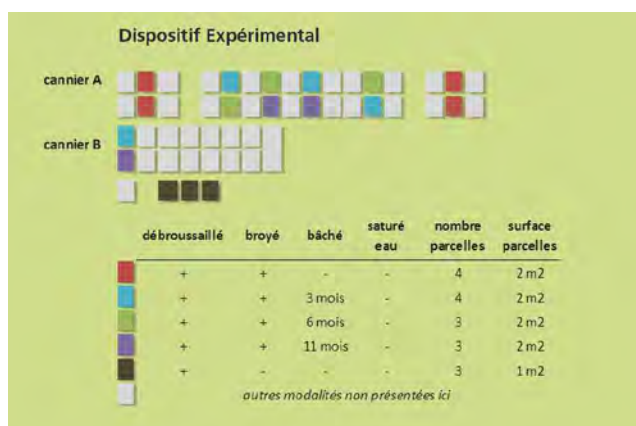 Dispositif Expérimental
cannier A
cannier B
débroussaillé broyé bâché saturé eau nombre parcelles surface parcelles
+ + - - 4 2 m2
+ + 3 mois - 4 2 m2
+ + 6 mois - 3 2 m2
+ + 11 mois - 3 2 m2
+ - - - 3 1 m2
autres modalités non présentées ici